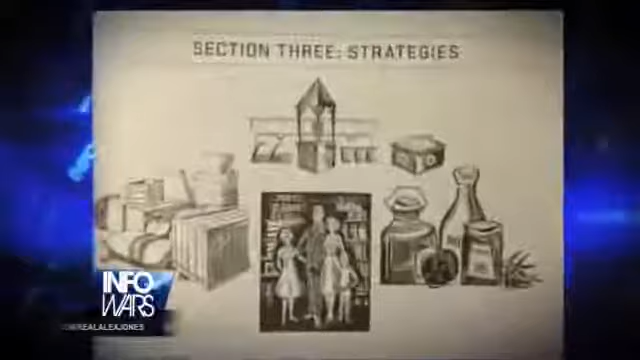 SECTION THREE: STRATEGIES
INFO
WARS
@REALALEXJONES